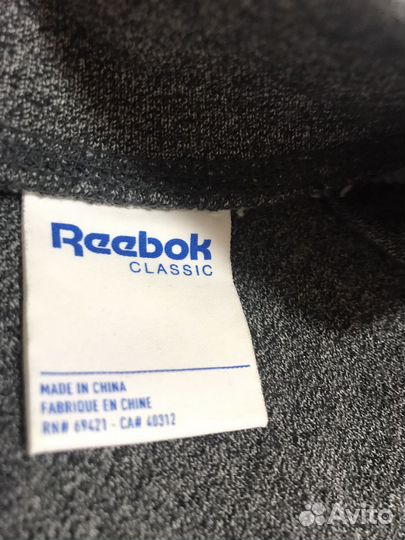 Reebok
CLASSIC
MADE IN CHINA
FABRIQUE EN CHINE
RN# 69421 - CA# 40312
Avito